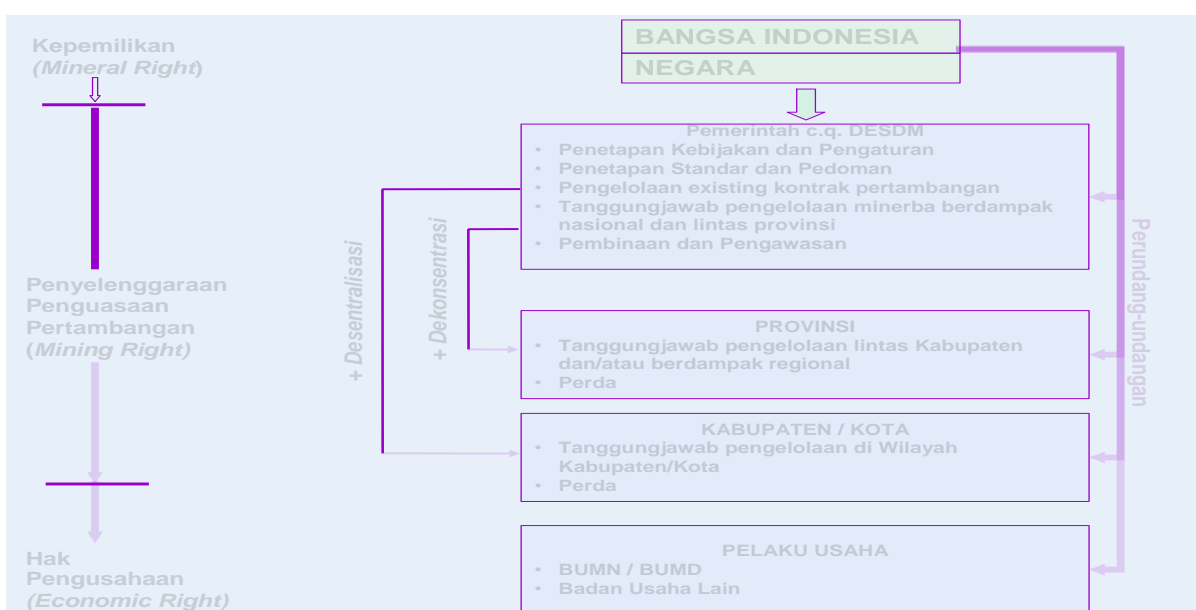 Kepemilikan
(Mineral Right)
BANGSA INDONESIA
NEGARA
Pemerintah c.q. DESDM
• Penetapan Kebijakan dan Pengaturan
• Penetapan Standar dan Pedoman
• Pengelolaan existing kontrak pertambangan
• Tanggungjawab pengelolaan minerba berdampak
nasional dan lintas provinsi
• Pembinaan dan Pengawasan
+ Desentralisasi
+ Dekonsentrasi
Perundang-undangan
Penyelenggaraan
Penguasaan
Pertambangan
(Mining Right)
PROVINSI
• Tanggungjawab pengelolaan lintas Kabupaten
dan/atau berdampak regional
• Perda
KABUPATEN / KOTA
• Tanggungjawab pengelolaan di Wilayah
Kabupaten/Kota
• Perda
Hak
Pengusahaan
(Economic Right)
PELAKU USAHA
• BUMN / BUMD
• Badan Usaha Lain